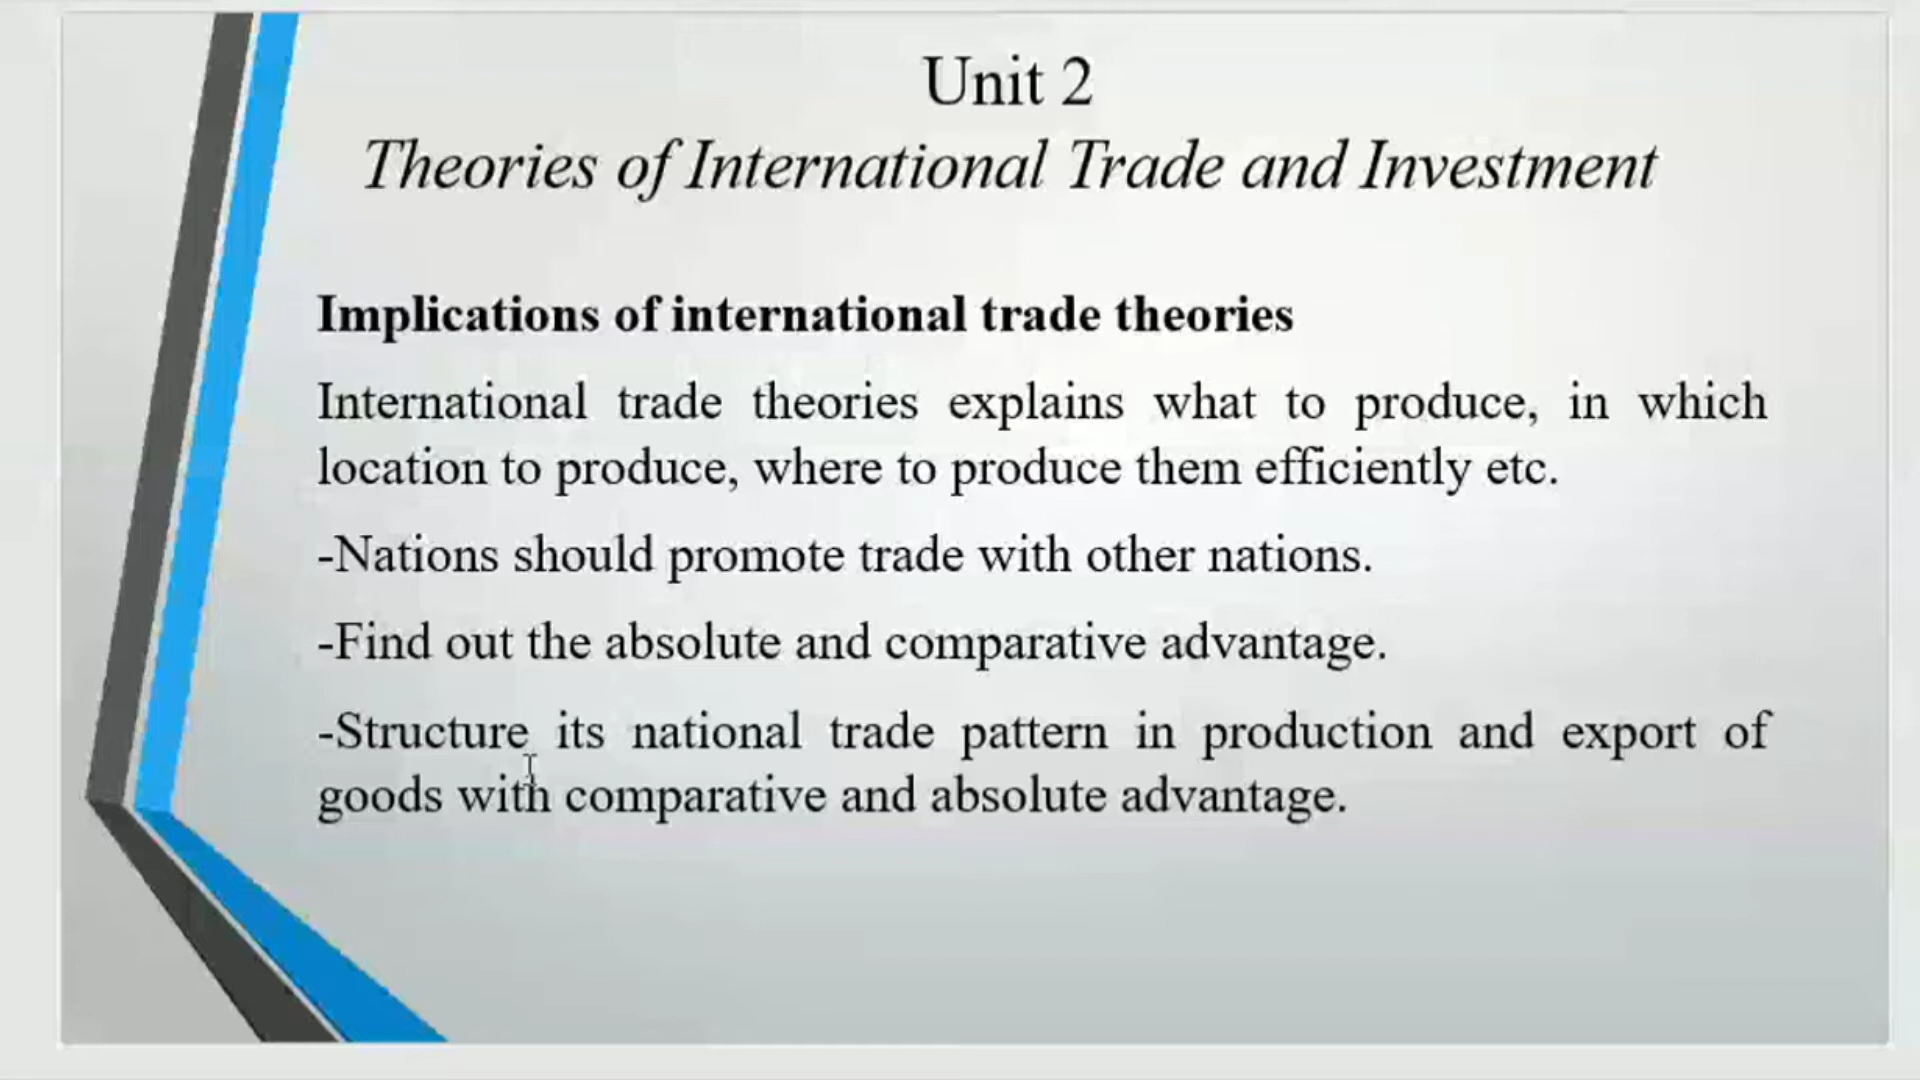 Unit 2
Theories of International Trade and Investment
Implications of international trade theories
International trade theories explains what to produce, in which
location to produce, where to produce them efficiently etc.
-Nations should promote trade with other nations.
-Find out the absolute and comparative advantage.
-Structure its national trade pattern in production and export of
goods with comparative and absolute advantage.